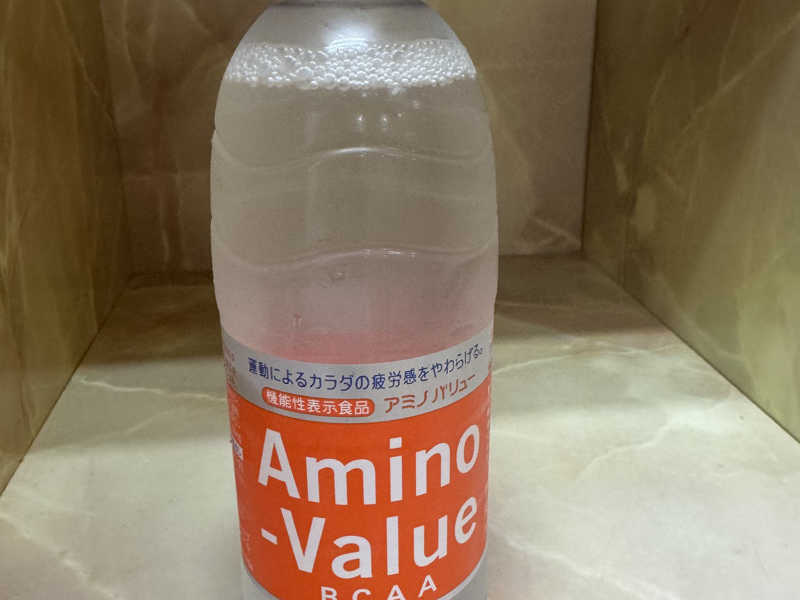 運動によるカラダの疲労感をやわらげる。
機能性表示食品 アミノバリュー
Amino
-Value
BCAA